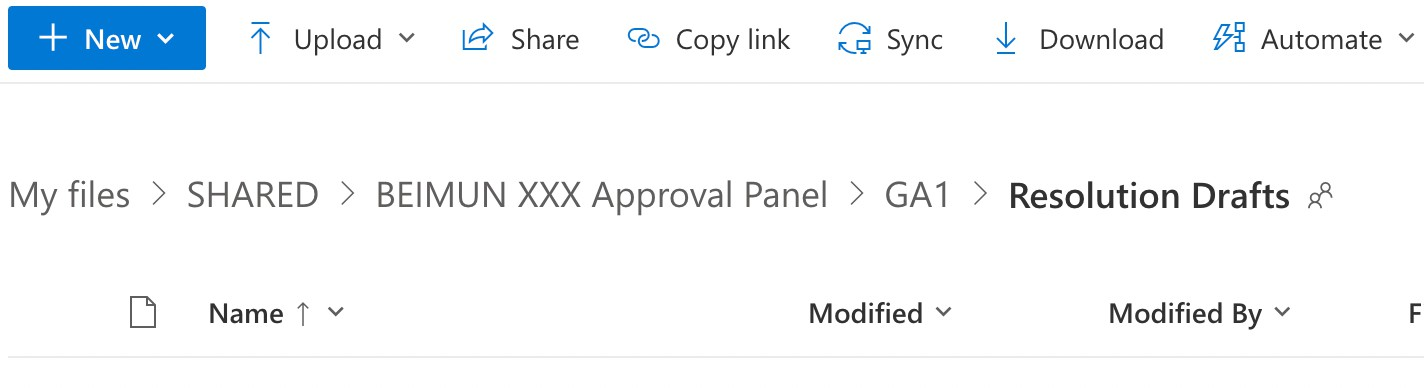 New Upload Share Copy link Sync Download Automate
My files > SHARED > BEIMUN XXX Approval Panel > GA1 > Resolution Drafts
Name ↑ Modified Modified By F